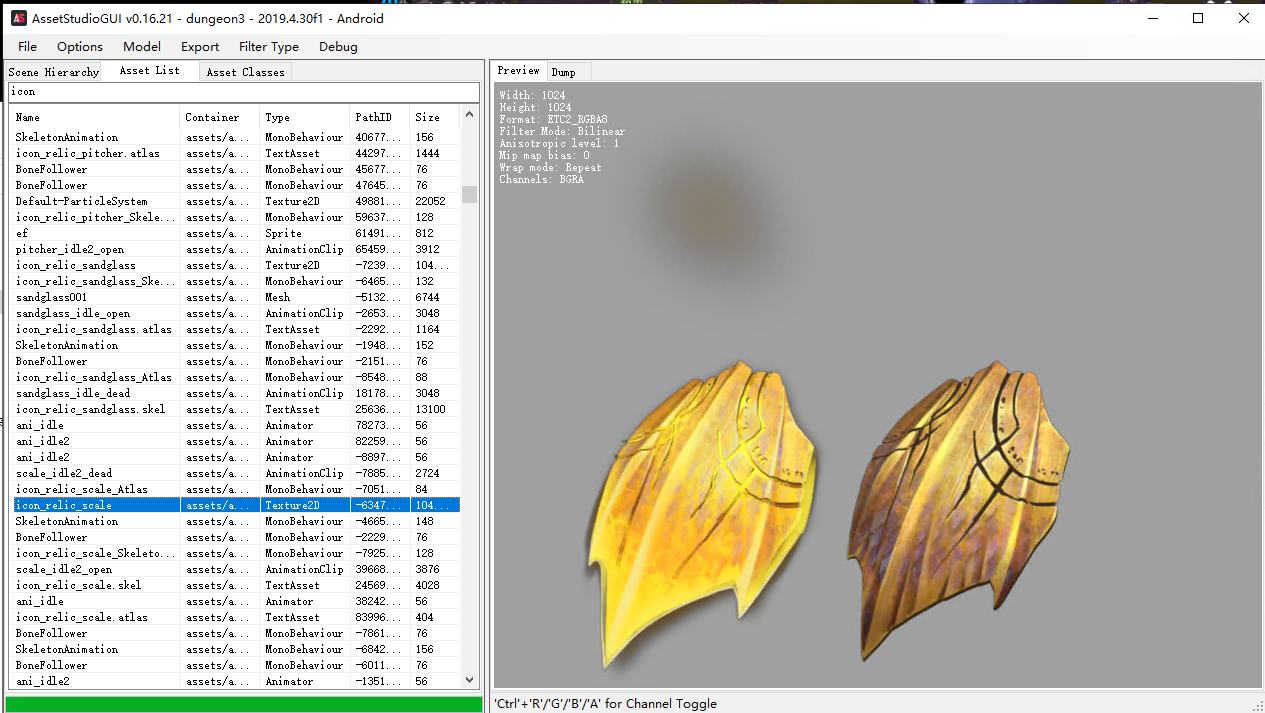 AssetStudioGUI v0.16.21 - dungeon3 - 2019.4.30f1 - Android
File Options Model Export Filter Type Debug
Scene Hierarchy Asset List Asset Classes
icon
Name Container Type PathID Size
SkeletonAnimation assets/a... MonoBehaviour 40677... 156
icon_relic_pitcher.atlas assets/a... TextAsset 44297... 1444
BoneFollower assets/a... MonoBehaviour 45677... 76
BoneFollower assets/a... MonoBehaviour 47645... 76
Default-ParticleSystem assets/a... Texture2D 49881... 22052
icon_relic_pitcher_Skele... assets/a... MonoBehaviour 59637... 128
ef assets/a... Sprite 61491... 812
pitcher_idle2_open assets/a... AnimationClip 65459... 3912
icon_relic_sandglass assets/a... Texture2D -7239... 104...
icon_relic_sandglass_Ske... assets/a... MonoBehaviour -6465... 132
sandglass001 assets/a... Mesh -5132... 6744
sandglass_idle_open assets/a... AnimationClip -2653... 3048
icon_relic_sandglass.atlas assets/a... TextAsset -2292... 1164
SkeletonAnimation assets/a... MonoBehaviour -1948... 152
BoneFollower assets/a... MonoBehaviour -2151... 76
icon_relic_sandglass_Atlas assets/a... MonoBehaviour -8548... 88
sandglass_idle_dead assets/a... AnimationClip 18178... 3048
icon_relic_sandglass.skel assets/a... TextAsset 25636... 13100
ani_idle assets/a... Animator 78273... 56
ani_idle2 assets/a... Animator 82259... 56
ani_idle2 assets/a... Animator -8897... 56
scale_idle2_dead assets/a... AnimationClip -7885... 2724
icon_relic_scale_Atlas assets/a... MonoBehaviour -7051... 84
icon_relic_scale assets/a... Texture2D -6347... 104...
SkeletonAnimation assets/a... MonoBehaviour -4665... 148
BoneFollower assets/a... MonoBehaviour -2229... 76
icon_relic_scale_Skeleto... assets/a... MonoBehaviour -7925... 128
scale_idle2_open assets/a... AnimationClip 39668... 3876
icon_relic_scale.skel assets/a... TextAsset 24569... 4028
ani_idle assets/a... Animator 38242... 56
icon_relic_scale.atlas assets/a... TextAsset 83996... 404
BoneFollower assets/a... MonoBehaviour -7861... 76
SkeletonAnimation assets/a... MonoBehaviour -6842... 156
BoneFollower assets/a... MonoBehaviour -6011... 76
ani_idle2 assets/a... Animator -1351... 56
Preview Dump
Width: 1024
Height: 1024
Format: ETC2_RGBA8
Filter Mode: Bilinear
Anisotropic level: 1
Mip map bias: 0
Wrap mode: Repeat
Channels: BGRA
'Ctrl'+'R'/'G'/'B'/'A' for Channel Toggle